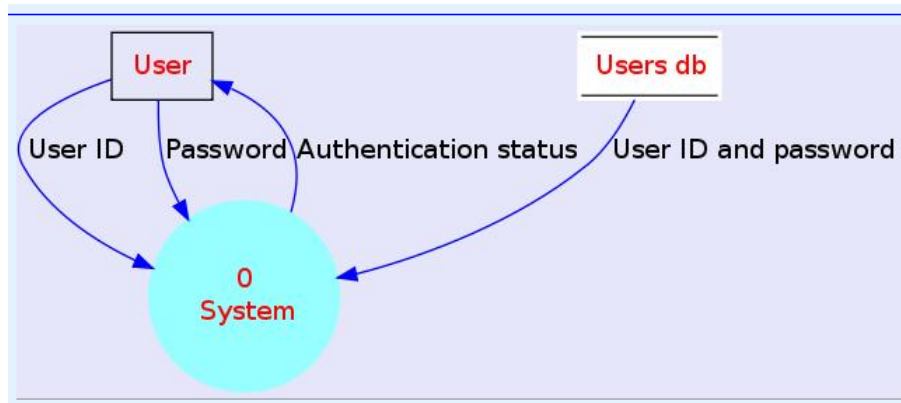 User
Users db
User ID
Password
Authentication status
User ID and password
0
System